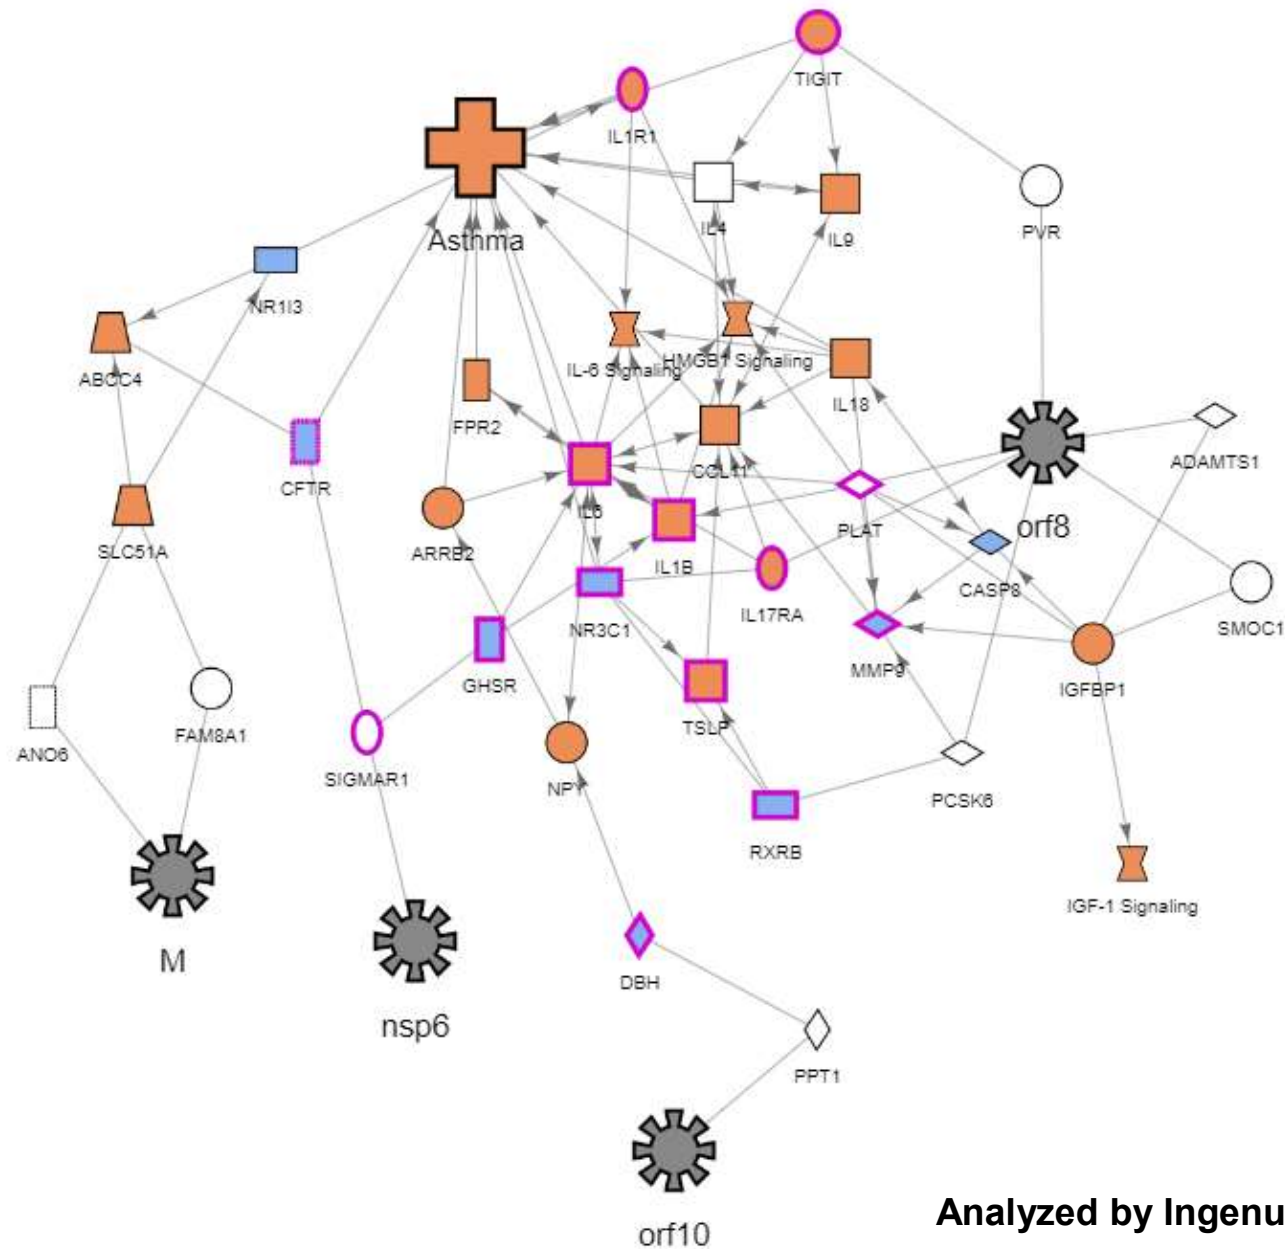 TIGIT
IL1R1
Asthma
IL4
IL9
PVR
NR1I3
ABCC4
IL-6 Signaling
HMGB1 Signaling
IL18
FPR2
CCL11
ADAMTS1
CFTR
IL6
PLAT
orf8
SLC51A
ARRB2
IL1B
CASP8
IL17RA
NR3C1
SMOC1
MMP9
GHSR
IGFBP1
TSLP
ANO6
FAM8A1
SIGMAR1
NPY
PCSK6
RXRB
IGF-1 Signaling
M
DBH
nsp6
PPT1
Analyzed by Ingenu
orf10